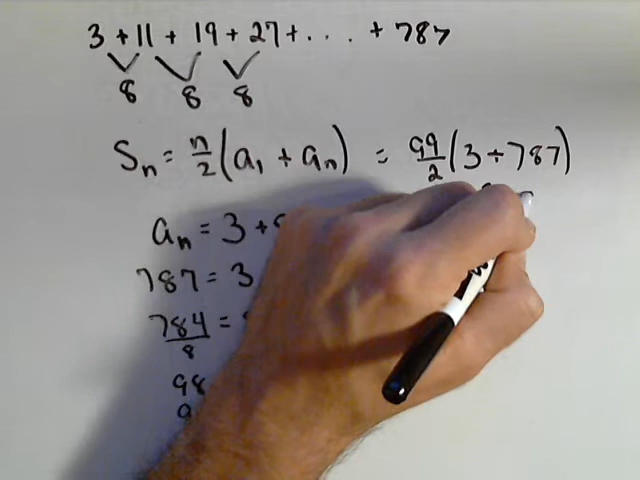 3 + 11 + 19 + 27 + . . . + 787
8 8 8
Sn = n/2 (a1 + an) = 99/2 (3 + 787)
an = 3 +
787 = 3
784/8 =
98